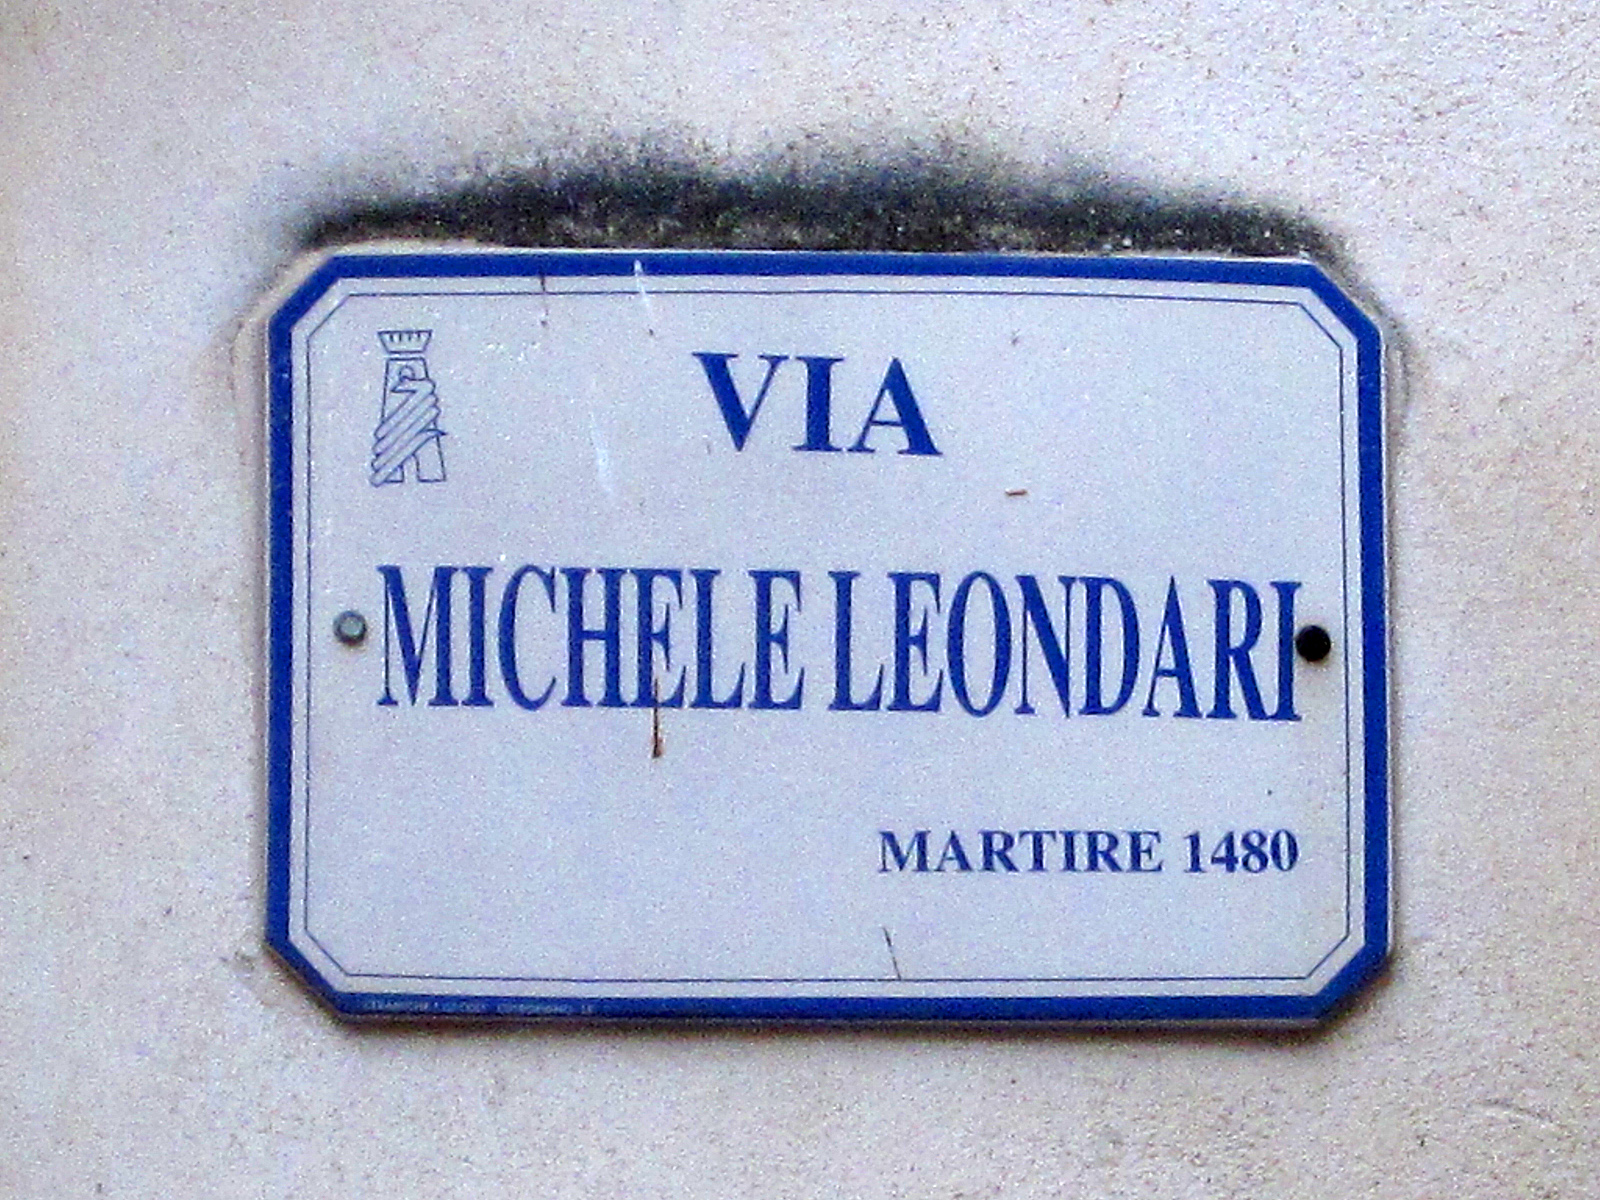 VIA
MICHELE LEONDARI
MARTIRE 1480